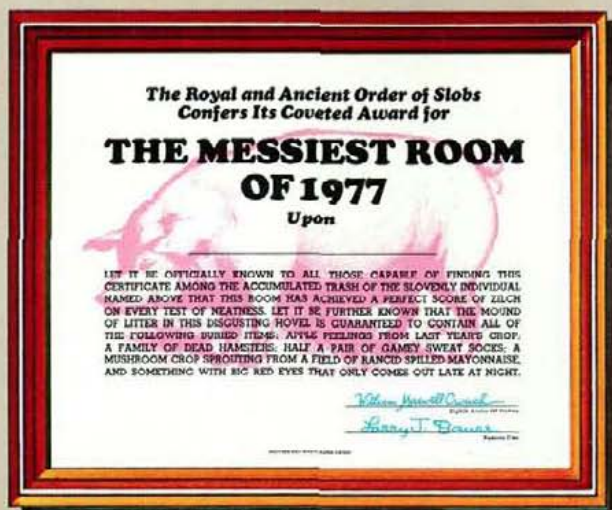 The Royal and Ancient Order of Slobs
Confers Its Coveted Award for
THE MESSIEST ROOM
OF 1977
Upon
LET IT BE OFFICIALLY KNOWN TO ALL THOSE CAPABLE OF FINDING THIS
CERTIFICATE AMONG THE ACCUMULATED TRASH OF THE SLOVENLY INDIVIDUAL
NAMED ABOVE THAT THIS ROOM HAS ACHIEVED A PERFECT SCORE OF ZILCH
ON EVERY TEST OF NEATNESS. LET IT BE FURTHER KNOWN THAT THE MOUND
OF LITTER IN THIS DISGUSTING HOVEL IS GUARANTEED TO CONTAIN ALL OF
THE FOLLOWING BURIED ITEMS: APPLE PEELINGS FROM LAST YEAR'S CROP;
A FAMILY OF DEAD HAMSTERS; HALF A PAIR OF GAMEY SWEAT SOCKS; A
MUSHROOM CROP SPROUTING FROM A FIELD OF RANCID SPILLED MAYONNAISE,
AND SOMETHING WITH BIG RED EYES THAT ONLY COMES OUT LATE AT NIGHT.
William
Larry J.